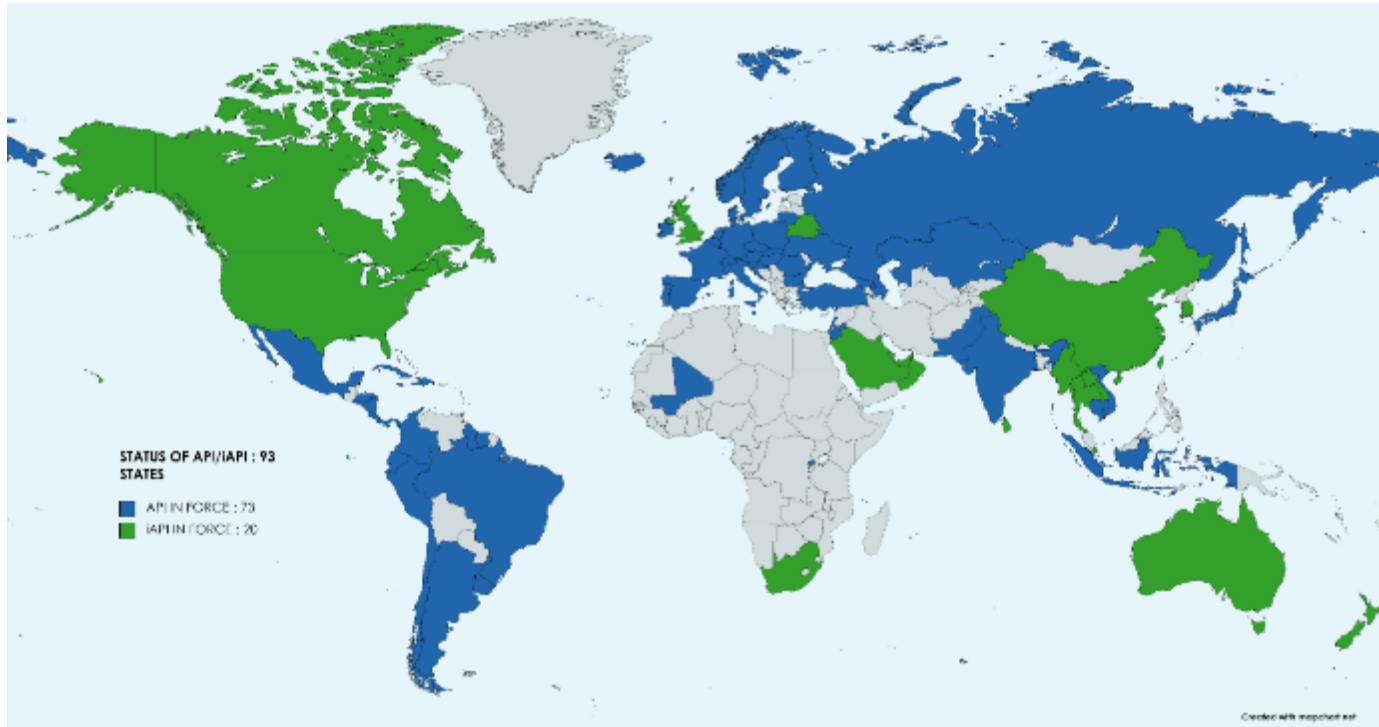 STATUS OF API/iAPI : 93
STATES
API IN FORCE : 73
iAPI IN FORCE : 20
Created with mapchart.net